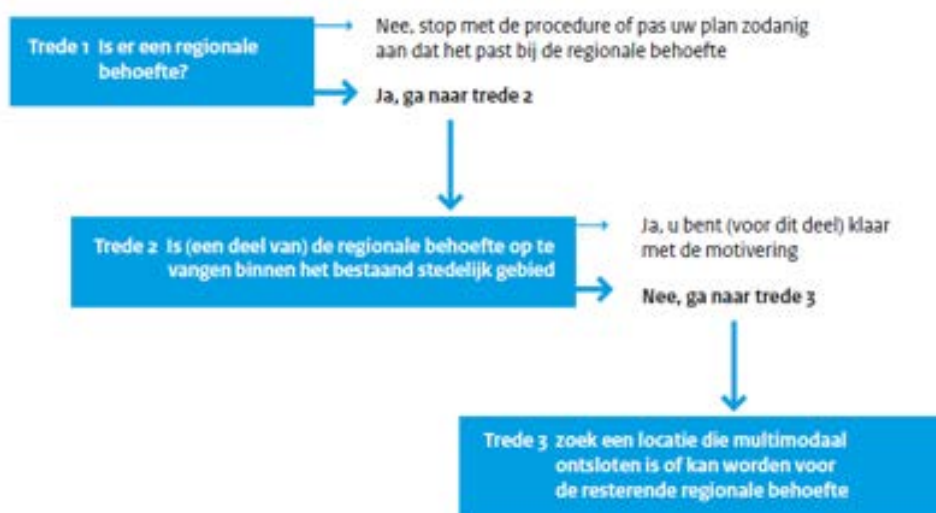 Trede 1 Is er een regionale
behoefte?
Nee, stop met de procedure of pas uw plan zodanig
aan dat het past bij de regionale behoefte
Ja, ga naar trede 2
Trede 2 Is (een deel van) de regionale behoefte op te
vangen binnen het bestaand stedelijk gebied
Ja, u bent (voor dit deel) klaar
met de motivering
Nee, ga naar trede 3
Trede 3 zoek een locatie die multimodaal
ontsloten is of kan worden voor
de resterende regionale behoefte